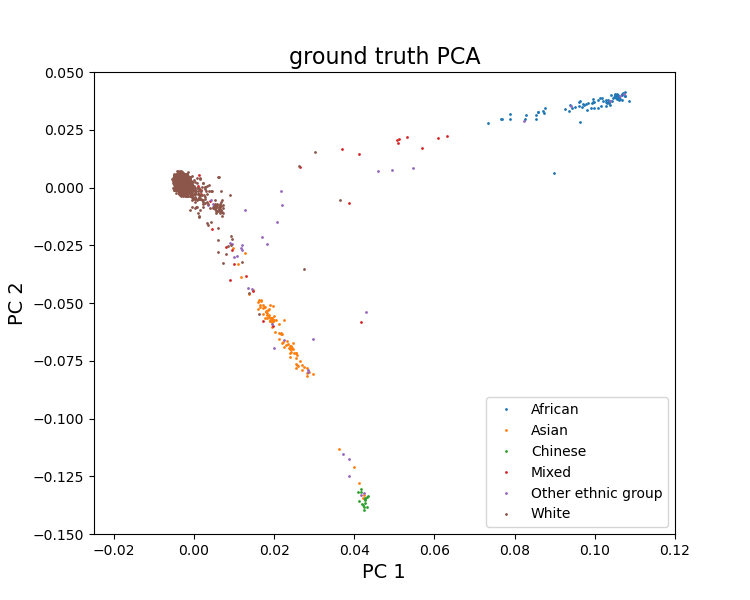 ground truth PCA
0.050
0.025
0.000
−0.025
−0.050
−0.075
−0.100
−0.125
−0.150
PC 2
African
Asian
Chinese
Mixed
Other ethnic group
White
−0.02 0.00 0.02 0.04 0.06 0.08 0.10 0.12
PC 1